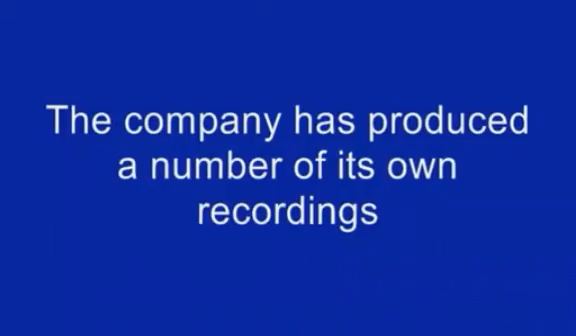 The company has produced
a number of its own
recordings